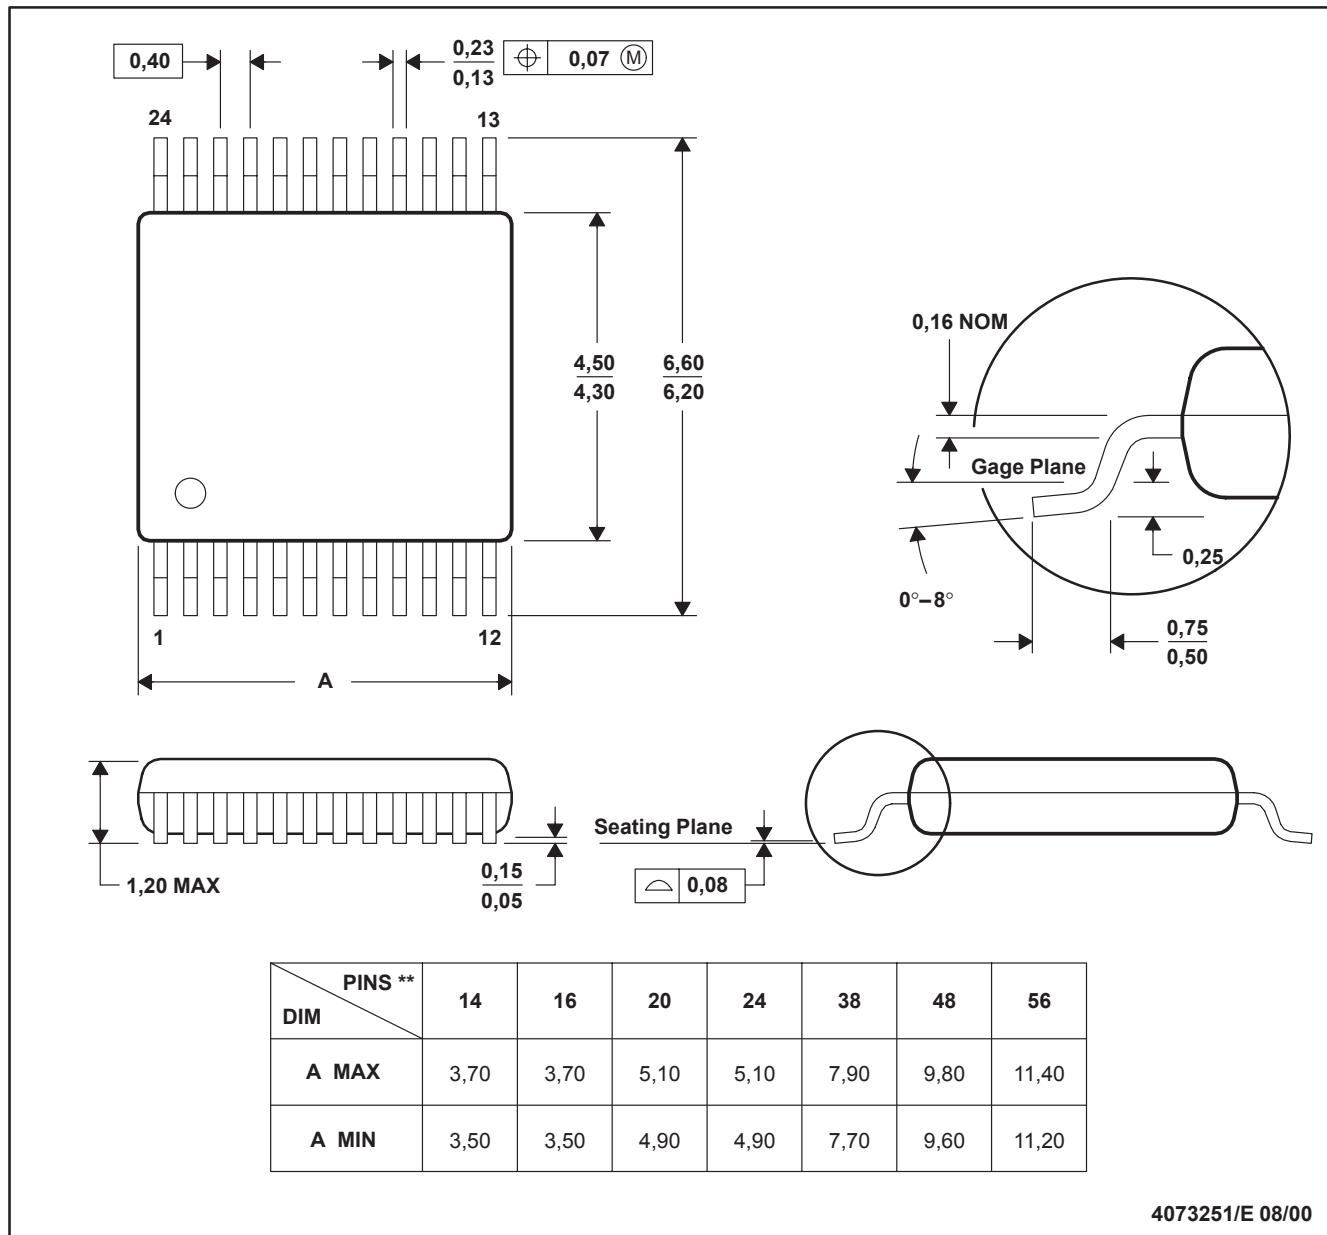 0,40
0,23
0,13
0,07 M
24
13
4,50
4,30
6,60
6,20
1
12
A
0,16 NOM
Gage Plane
0,25
0°–8°
0,75
0,50
1,20 MAX
0,15
0,05
Seating Plane
0,08
PINS **
DIM
14 16 20 24 38 48 56
A MAX 3,70 3,70 5,10 5,10 7,90 9,80 11,40
A MIN 3,50 3,50 4,90 4,90 7,70 9,60 11,20
4073251/E 08/00